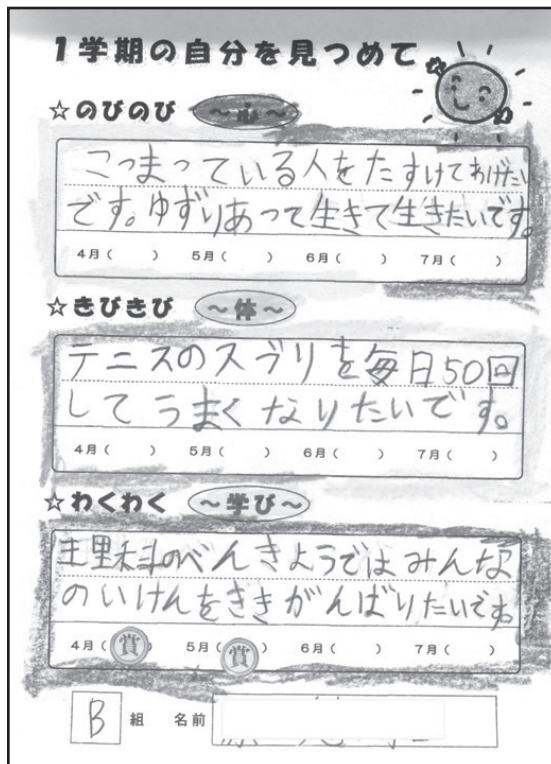 1学期の自分を見つめて
☆のびのび ～心～
こつまっている人をたすけてあげたい
です。ゆずりあって生きて生きたいです。
4月( ) 5月( ) 6月( ) 7月( )
☆きびきび ～体～
テニスのスブリを毎日50回
してうまくなりたいです。
4月( ) 5月( ) 6月( ) 7月( )
☆わくわく ～学び～
理科のべんきょうではみんな
のいけんをききがんばりたいです。
4月(賞) 5月(賞) 6月( ) 7月( )
B 組 名前